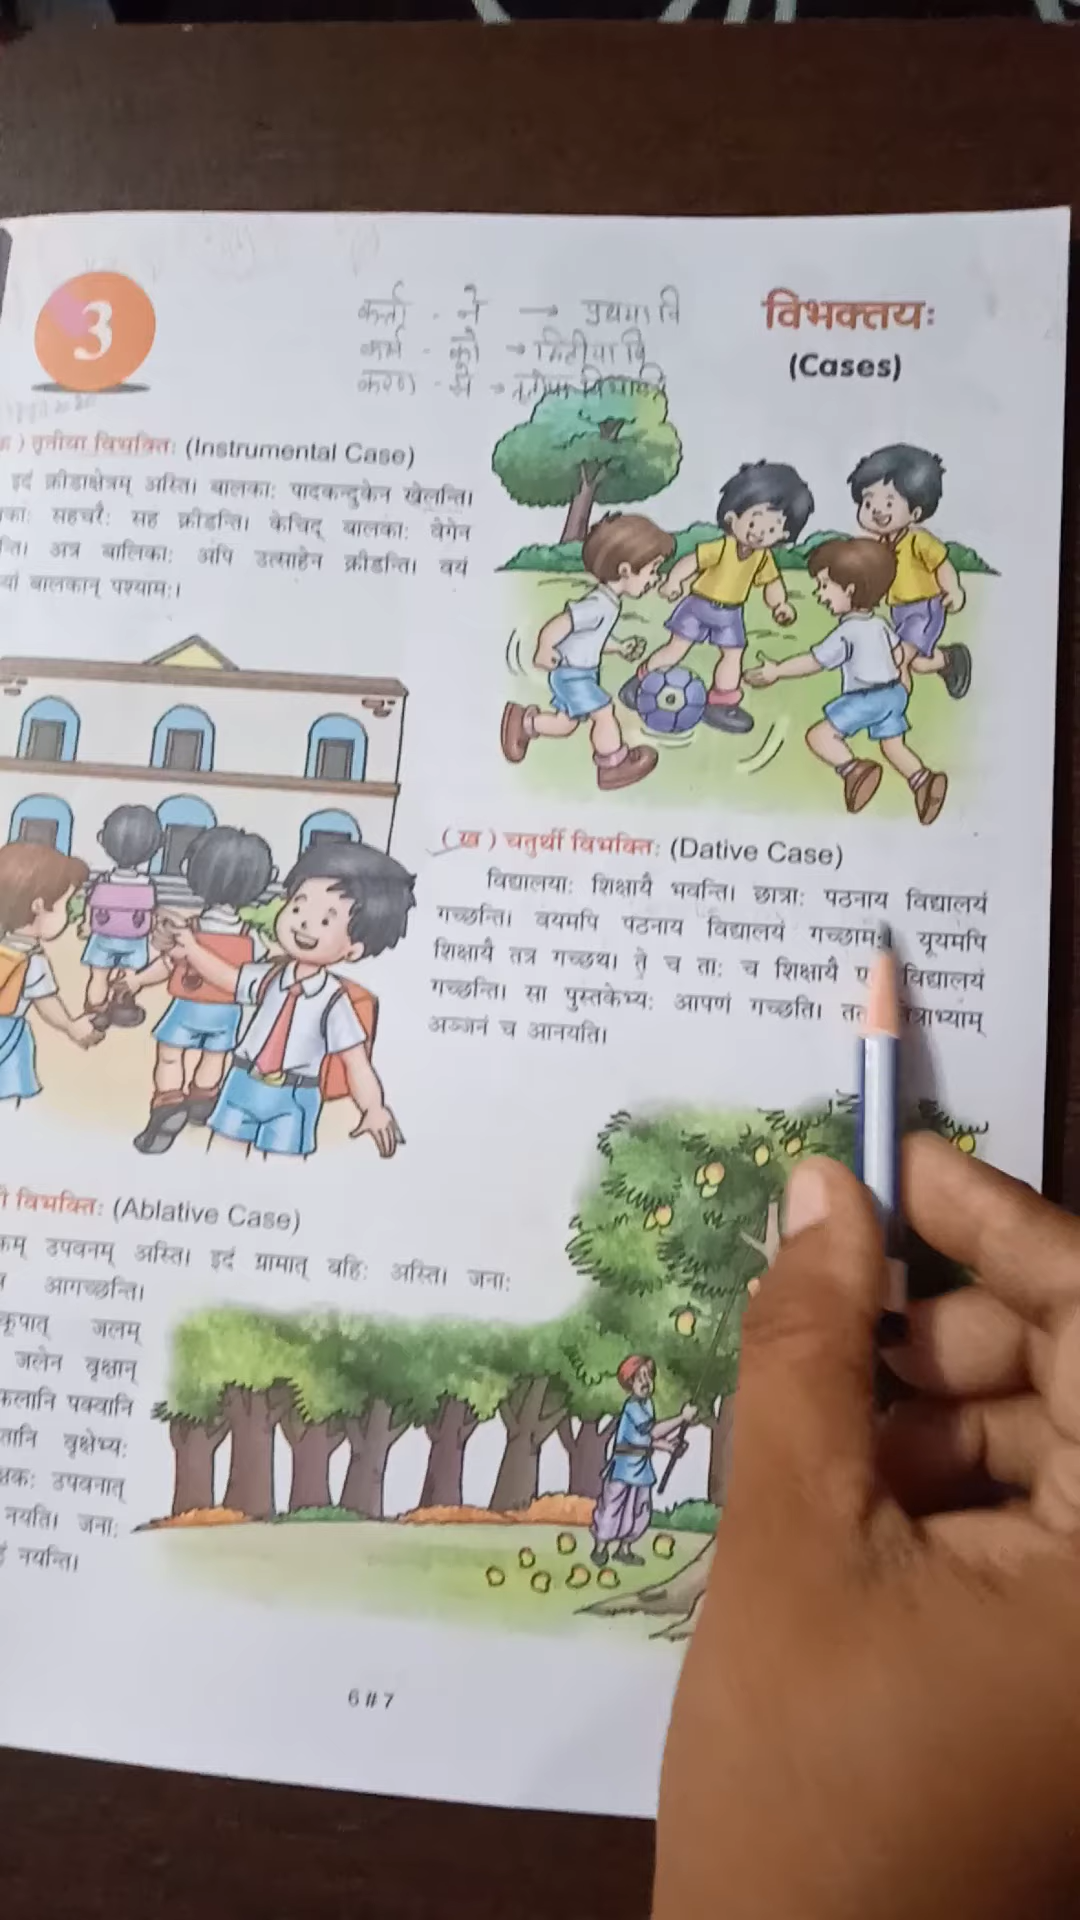 3
कर्ता - ने → प्रथमा वि
कर्म - को → द्वितीया वि
करण - से → तृतीया विभक्ति
विभक्तयः
(Cases)
) तृतीया विभक्तिः (Instrumental Case)
इदं क्रीडाक्षेत्रम् अस्ति। बालकाः पादकन्दुकेन खेलन्ति।
काः सहचरैः सह क्रीडन्ति। केचिद् बालकाः वेगेन
न्ति। अत्र बालिकाः अपि उत्साहेन क्रीडन्ति। वयं
यां बालकान् पश्यामः।
(ख) चतुर्थी विभक्तिः (Dative Case)
विद्यालयाः शिक्षायै भवन्ति। छात्राः पठनाय विद्यालयं
गच्छन्ति। वयमपि पठनाय विद्यालयं गच्छामः। यूयमपि
शिक्षायै तत्र गच्छथ। ते च ताः च शिक्षायै ए विद्यालयं
गच्छन्ति। सा पुस्तकेभ्यः आपणं गच्छति। नेत्राभ्याम्
अञ्जनं च आनयति।
ी विभक्तिः (Ablative Case)
कम् उपवनम् अस्ति। इदं ग्रामात् बहिः अस्ति। जनाः
आगच्छन्ति।
कूपात् जलम्
जलेन वृक्षान्
फलानि पक्वानि
तानि वृक्षेभ्यः
कः उपवनात्
नयति। जनाः
नयन्ति।
6 # 7